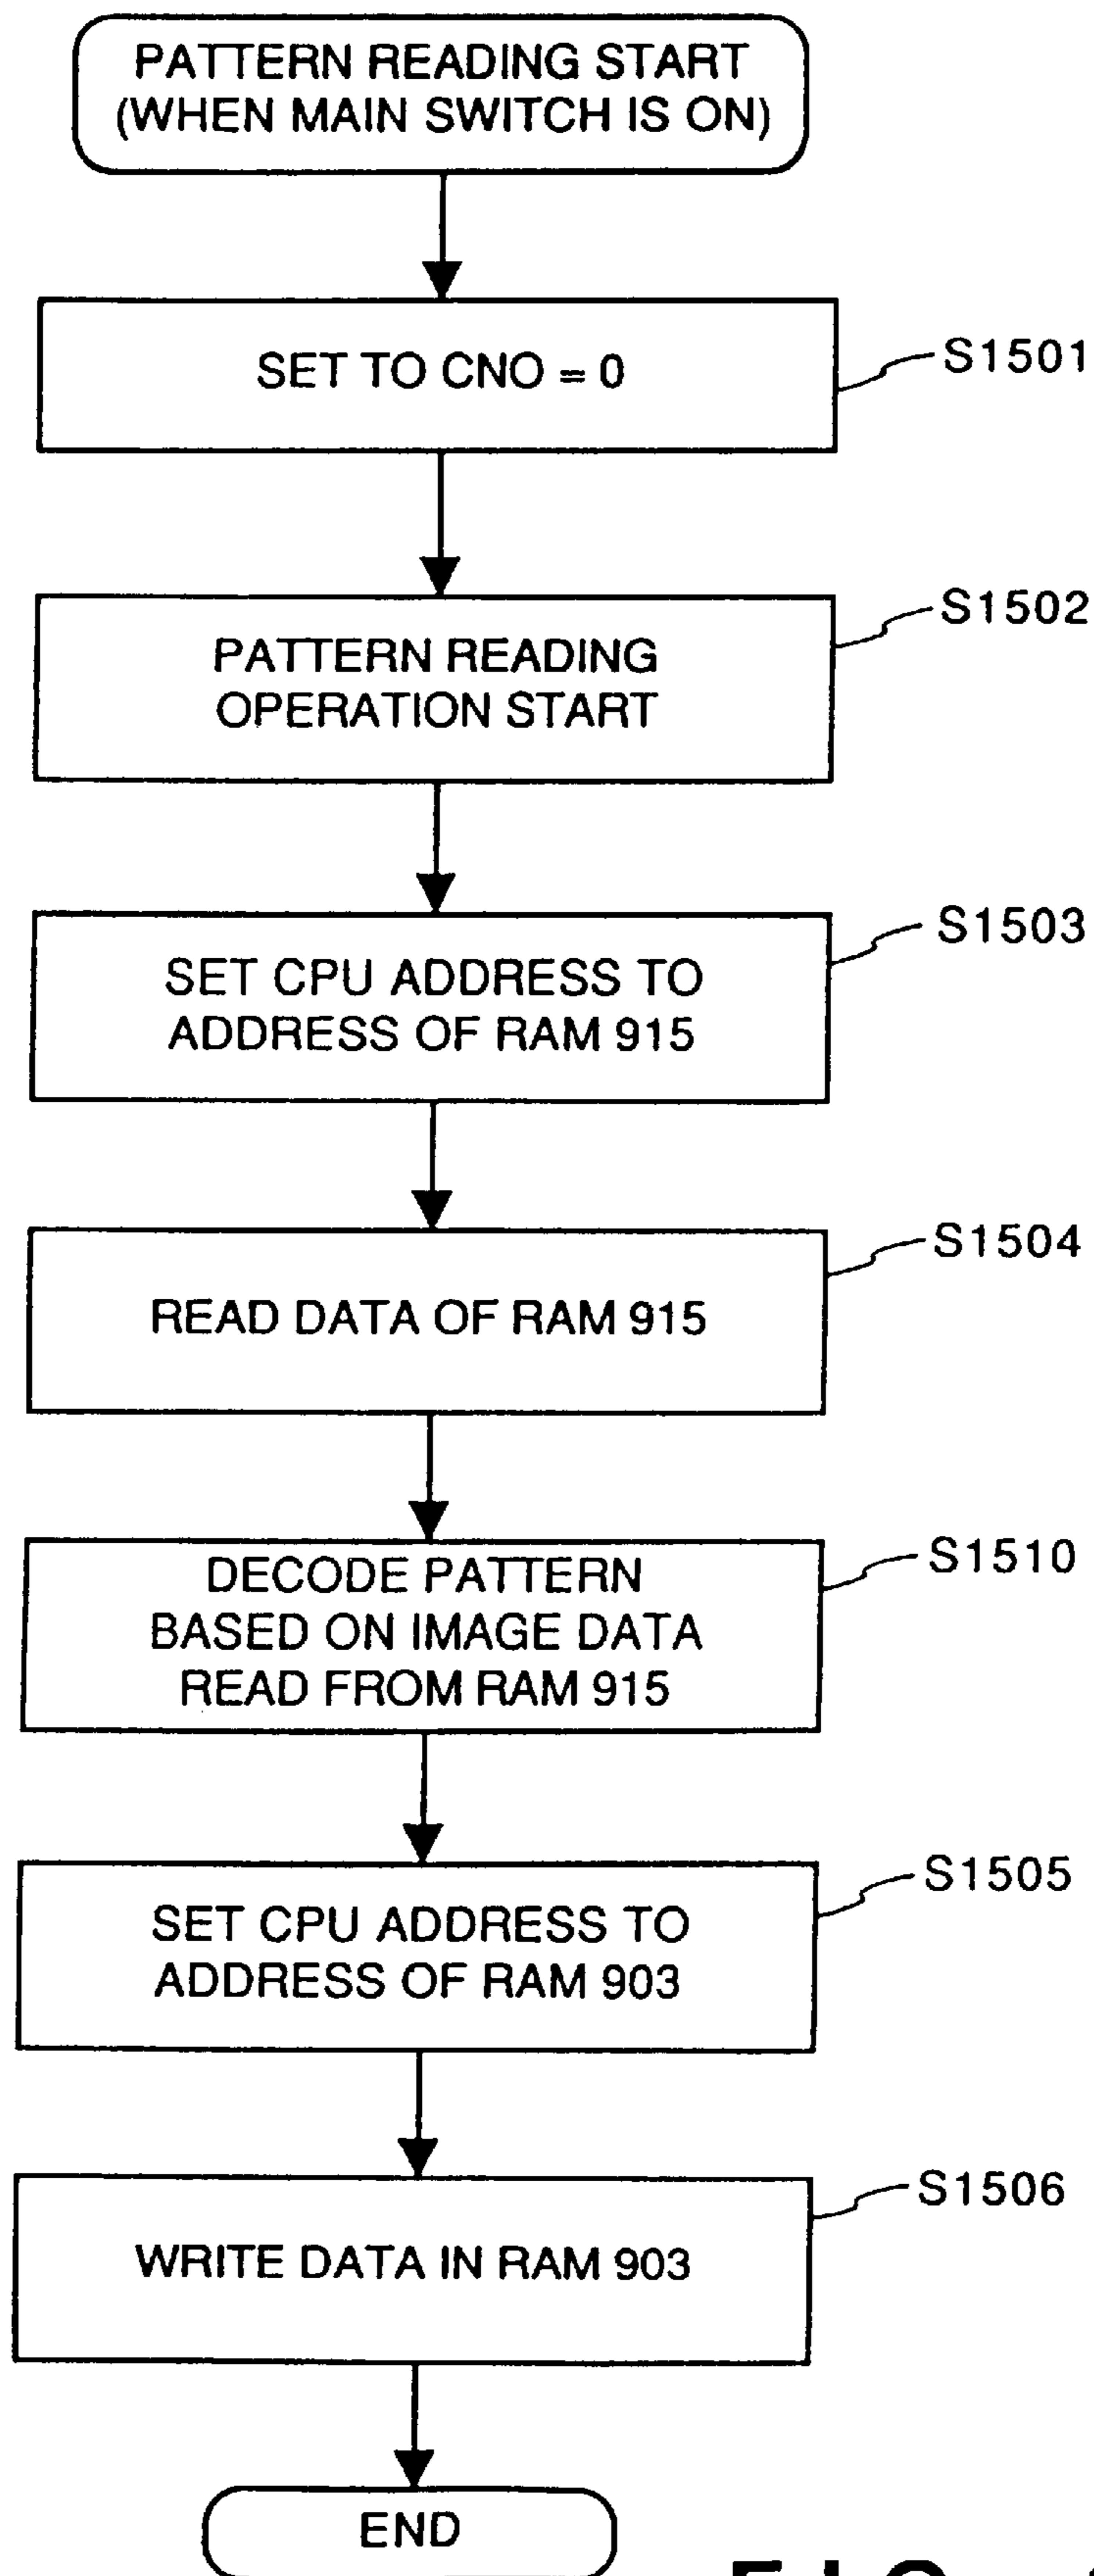 PATTERN READING START
(WHEN MAIN SWITCH IS ON)
SET TO CNO = 0
S1501
PATTERN READING
OPERATION START
S1502
SET CPU ADDRESS TO
ADDRESS OF RAM 915
S1503
READ DATA OF RAM 915
S1504
DECODE PATTERN
BASED ON IMAGE DATA
READ FROM RAM 915
S1510
SET CPU ADDRESS TO
ADDRESS OF RAM 903
S1505
WRITE DATA IN RAM 903
S1506
END